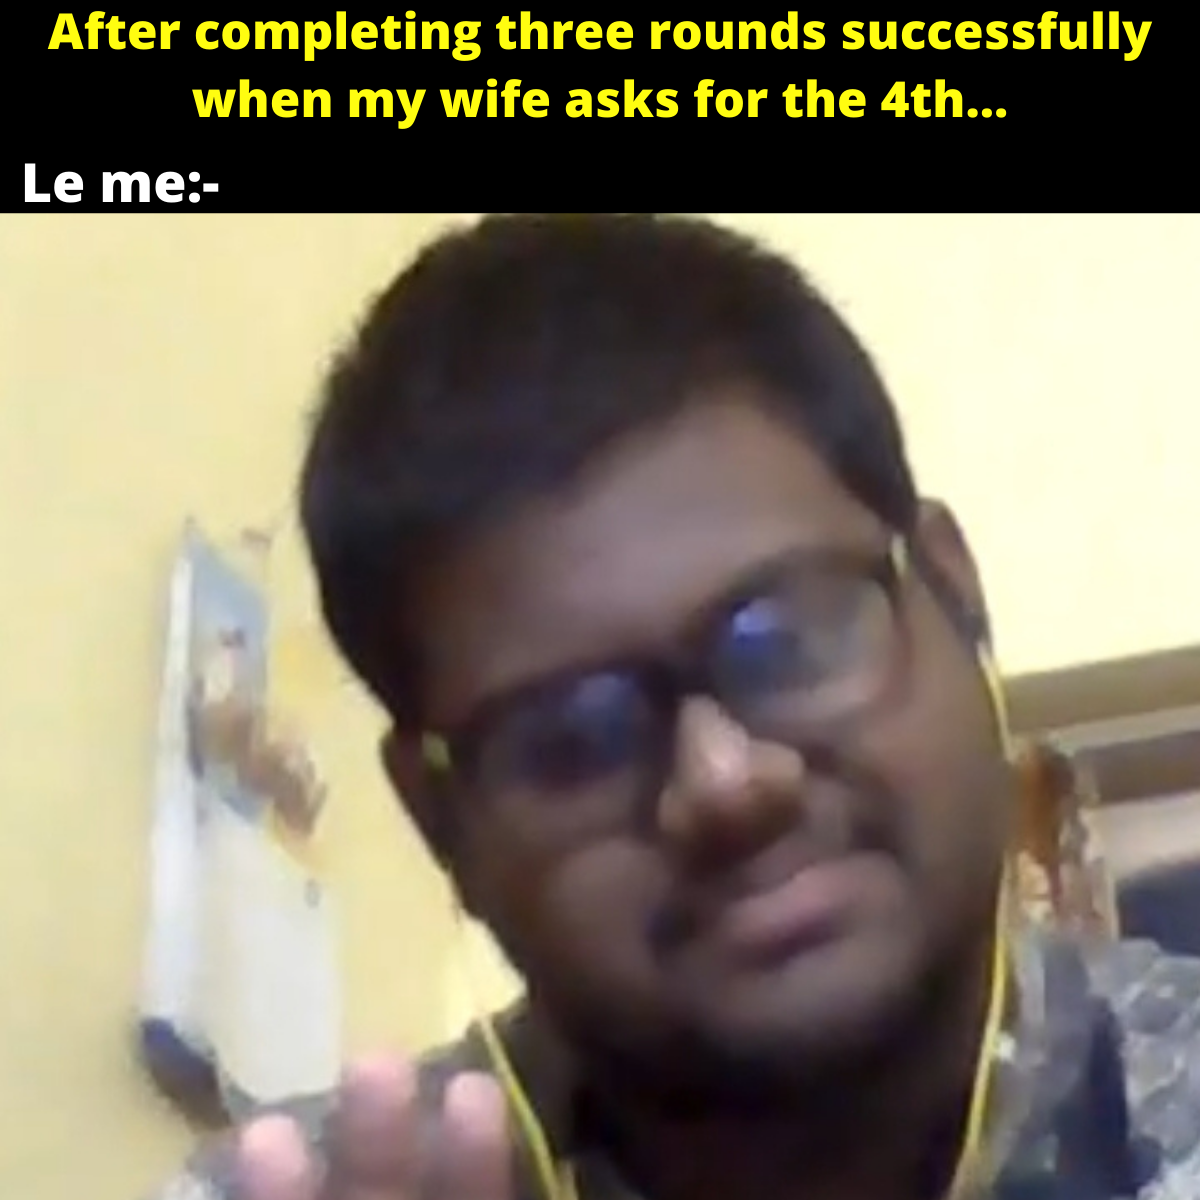 After completing three rounds successfully
when my wife asks for the 4th...
Le me:-